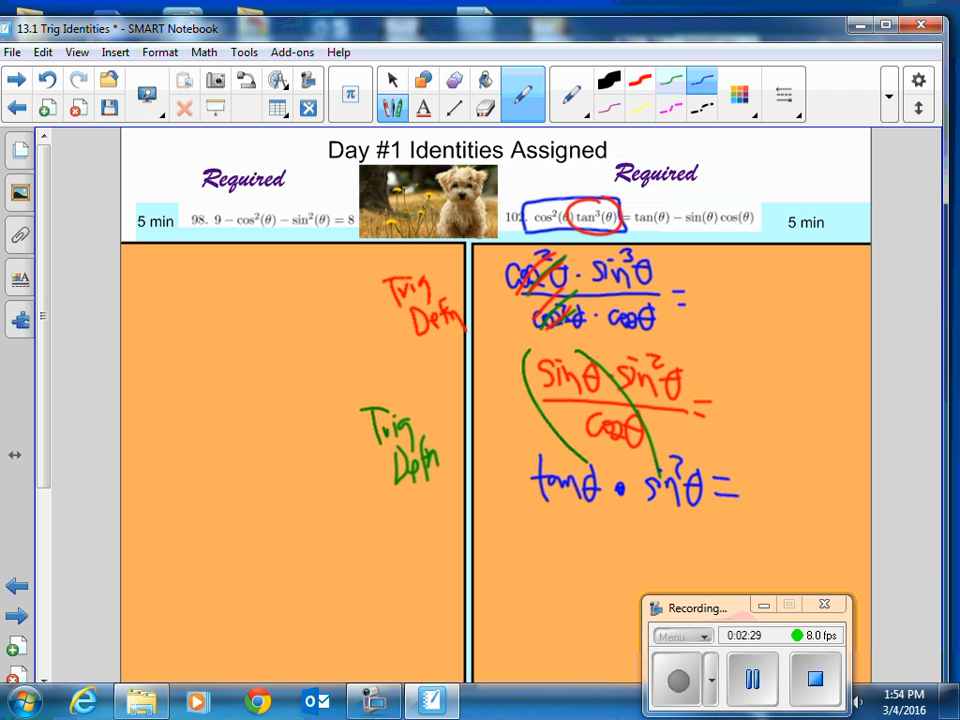 13.1 Trig Identities * - SMART Notebook
File Edit View Insert Format Math Tools Add-ons Help
π
A
Day #1 Identities Assigned
Required
Required
5 min
98. 9 − cos²(θ) − sin²(θ) = 8
cos²(θ) tan³(θ) = tan(θ) − sin(θ) cos(θ)
5 min
Trig
Defn
cos²θ · sin³θ =
cos²θ · cosθ
sinθ · sin²θ =
cosθ
Trig
Defn
tanθ · sin²θ =
Recording...
Menu
0:02:29
8.0 fps
1:54 PM
3/4/2016